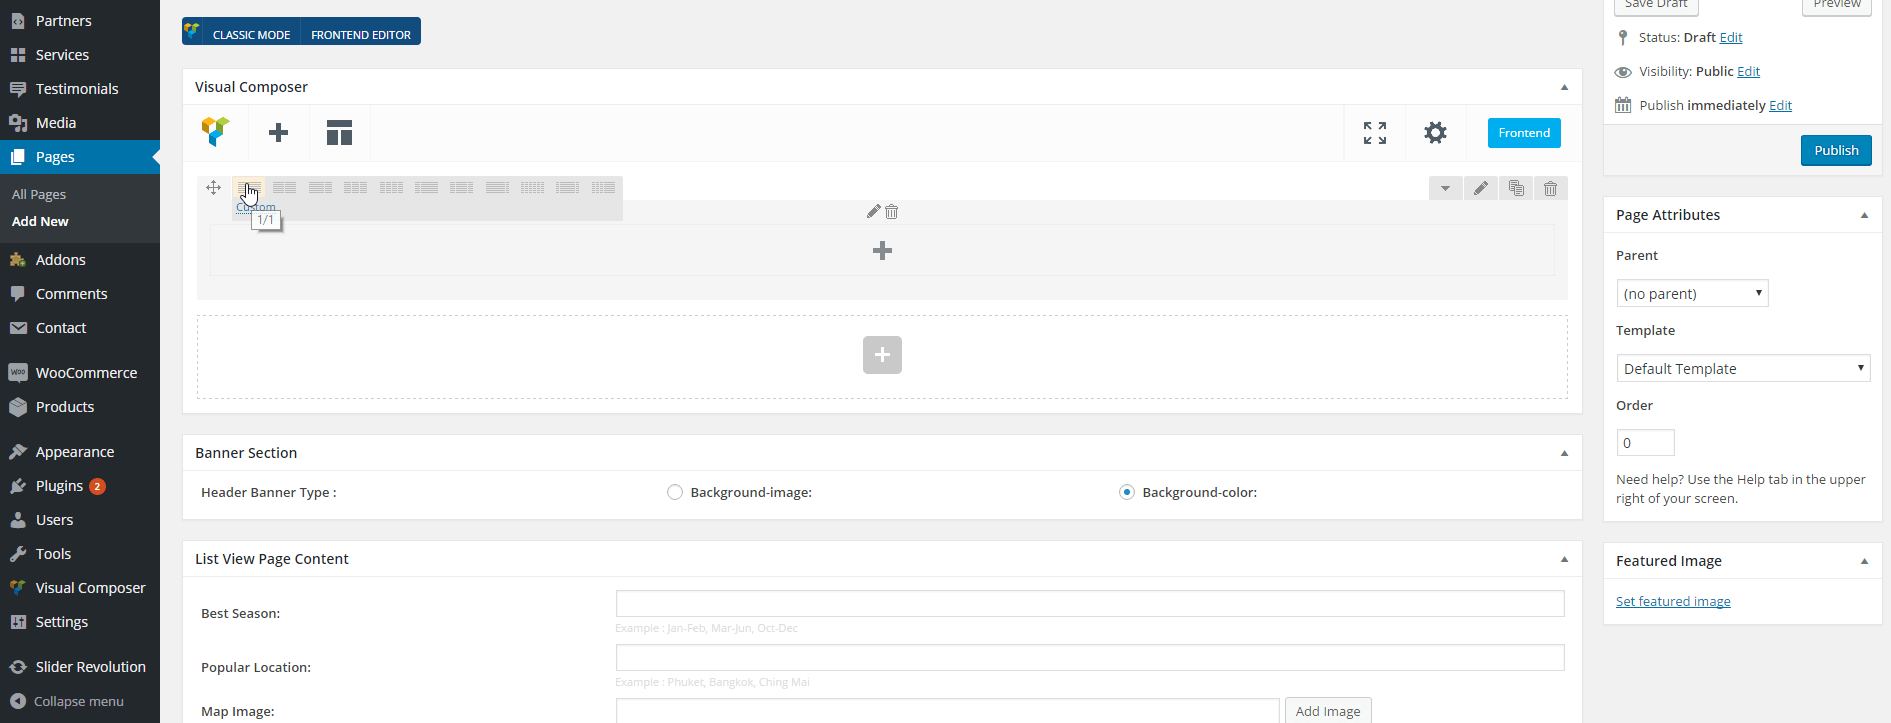 Partners
Services
Testimonials
Media
Pages
All Pages
Add New
Addons
Comments
Contact
WOO WooCommerce
Products
Appearance
Plugins 2
Users
Tools
Visual Composer
Settings
Slider Revolution
Collapse menu
CLASSIC MODE FRONTEND EDITOR
Visual Composer
Frontend
Custom
1/1
Banner Section
Header Banner Type : Background-image: Background-color:
List View Page Content
Best Season:
Example : Jan-Feb, Mar-Jun, Oct-Dec
Popular Location:
Example : Phuket, Bangkok, Ching Mai
Map Image: Add Image
Save Draft Preview
Status: Draft Edit
Visibility: Public Edit
Publish immediately Edit
Publish
Page Attributes
Parent
(no parent)
Template
Default Template
Order
0
Need help? Use the Help tab in the upper
right of your screen.
Featured Image
Set featured image